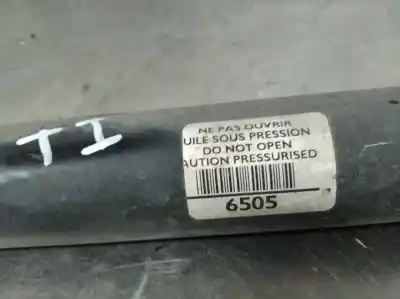 TI
NE PAS OUVRIR
UILE SOUS PRESSION
DO NOT OPEN
AUTION PRESSURISED
6505